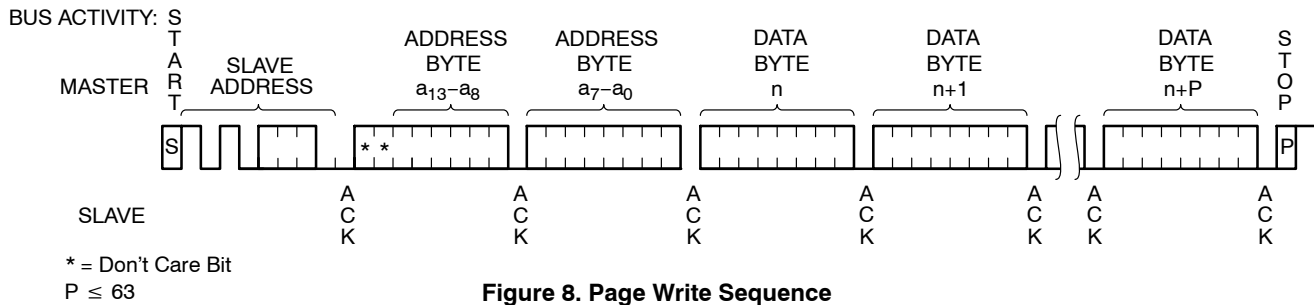 BUS ACTIVITY:
MASTER
START
SLAVE ADDRESS
ADDRESS BYTE a13−a8
ADDRESS BYTE a7−a0
DATA BYTE n
DATA BYTE n+1
DATA BYTE n+P
STOP
S
* *
P
SLAVE
ACK
ACK
ACK
ACK
ACK
ACK
ACK
* = Don't Care Bit
P ≤ 63
Figure 8. Page Write Sequence